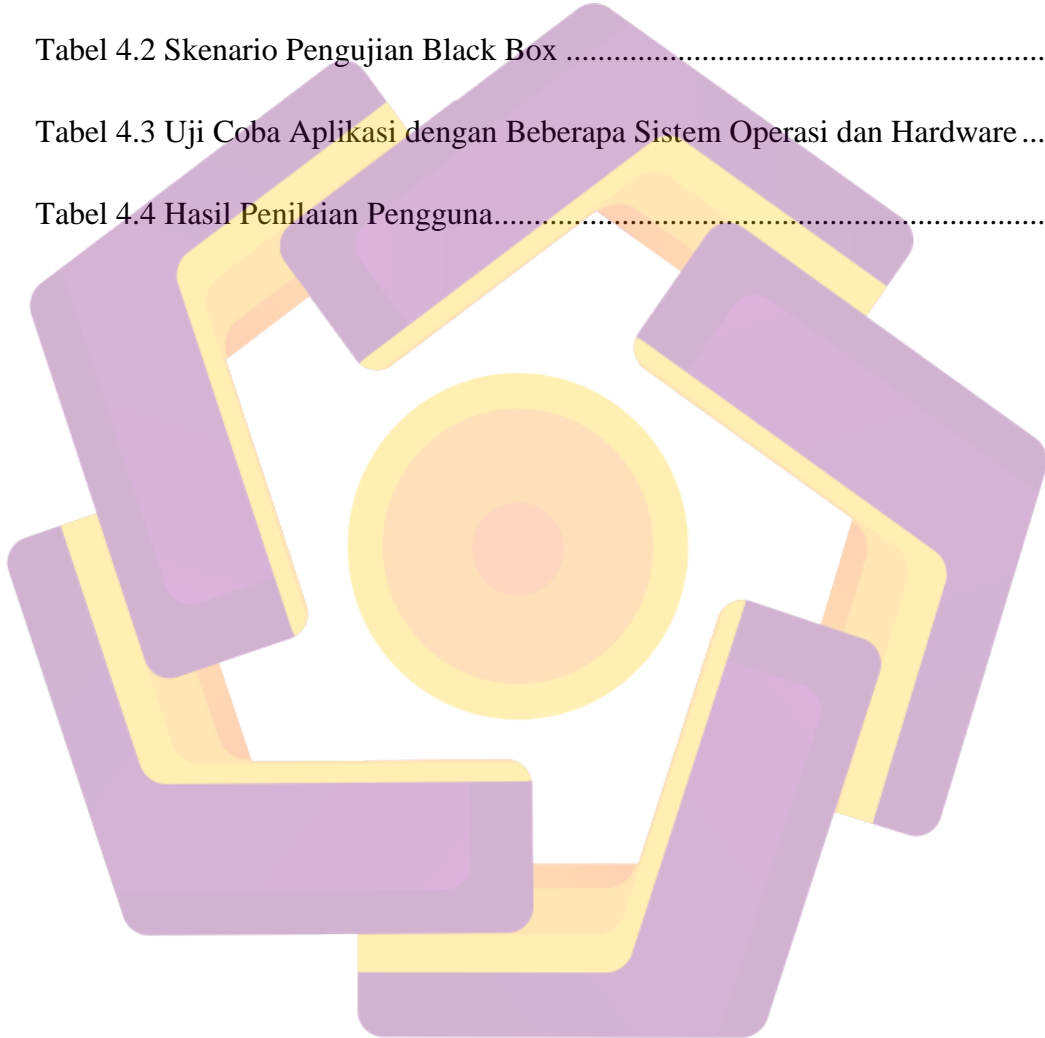 Tabel 4.2 Skenario Pengujian Black Box ............................................................
Tabel 4.3 Uji Coba Aplikasi dengan Beberapa Sistem Operasi dan Hardware ...
Tabel 4.4 Hasil Penilaian Pengguna.....................................................................